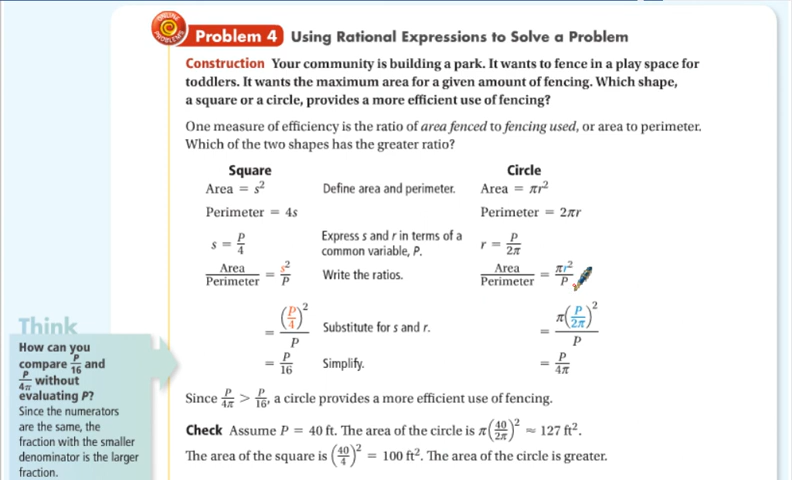 ONLINE PROBLEMS
Problem 4 Using Rational Expressions to Solve a Problem
Construction Your community is building a park. It wants to fence in a play space for
toddlers. It wants the maximum area for a given amount of fencing. Which shape,
a square or a circle, provides a more efficient use of fencing?
One measure of efficiency is the ratio of area fenced to fencing used, or area to perimeter.
Which of the two shapes has the greater ratio?
Square Circle
Area = s² Define area and perimeter. Area = πr²
Perimeter = 4s Perimeter = 2πr
s = P/4 Express s and r in terms of a common variable, P. r = P/2π
Area/Perimeter = s²/P Write the ratios. Area/Perimeter = πr²/P
= (P/4)²/P Substitute for s and r. = π(P/2π)²/P
= P/16 Simplify. = P/4π
Think
How can you
compare P/16 and
P/4π without
evaluating P?
Since the numerators
are the same, the
fraction with the smaller
denominator is the larger
fraction.
Since P/4π > P/16, a circle provides a more efficient use of fencing.
Check Assume P = 40 ft. The area of the circle is π(40/2π)² ≈ 127 ft².
The area of the square is (40/4)² = 100 ft². The area of the circle is greater.